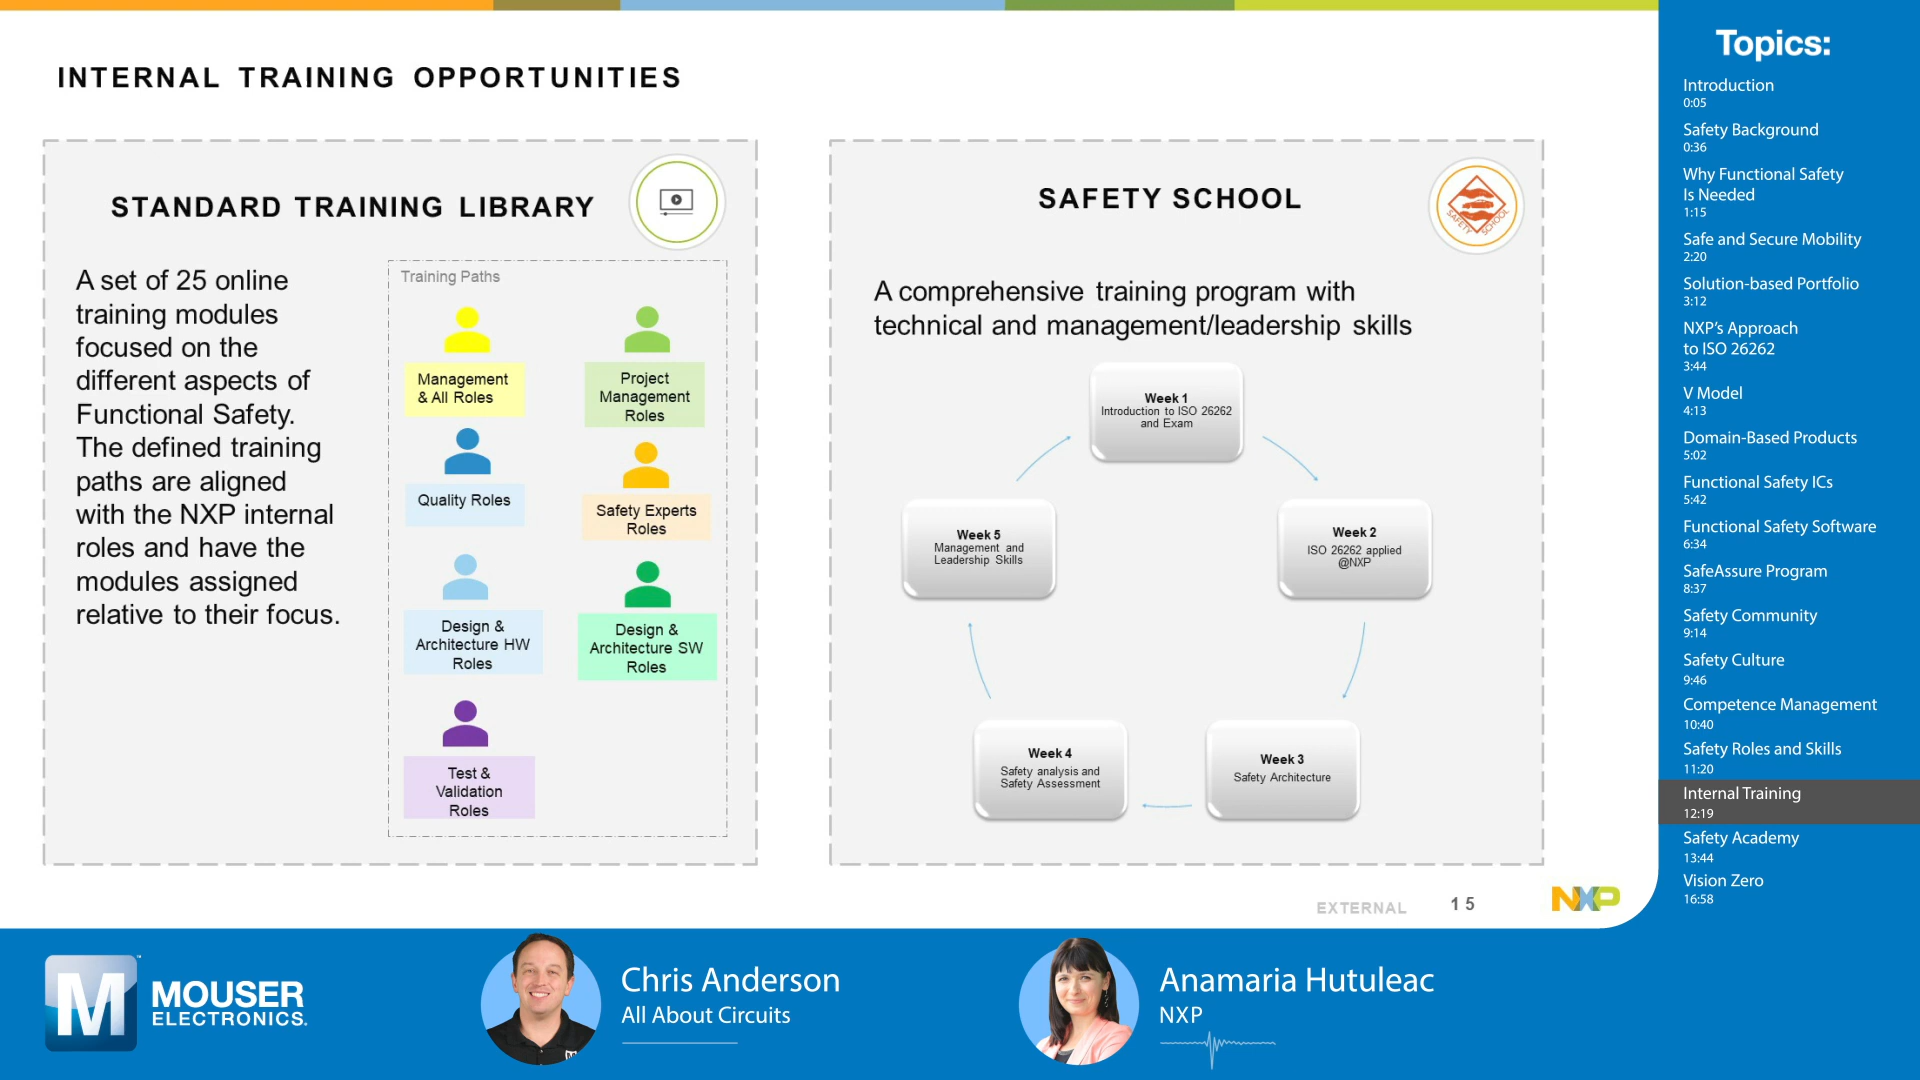 INTERNAL TRAINING OPPORTUNITIES
STANDARD TRAINING LIBRARY
A set of 25 online
training modules
focused on the
different aspects of
Functional Safety.
The defined training
paths are aligned
with the NXP internal
roles and have the
modules assigned
relative to their focus.
Training Paths
Management
& All Roles
Project
Management
Roles
Quality Roles
Safety Experts
Roles
Design &
Architecture HW
Roles
Design &
Architecture SW
Roles
Test &
Validation
Roles
SAFETY SCHOOL
SAFETY SCHOOL
A comprehensive training program with
technical and management/leadership skills
Week 1
Introduction to ISO 26262
and Exam
Week 2
ISO 26262 applied
@NXP
Week 3
Safety Architecture
Week 4
Safety analysis and
Safety Assessment
Week 5
Management and
Leadership Skills
EXTERNAL
15
NXP
Topics:
Introduction
0:05
Safety Background
0:36
Why Functional Safety
Is Needed
1:15
Safe and Secure Mobility
2:20
Solution-based Portfolio
3:12
NXP's Approach
to ISO 26262
3:44
V Model
4:13
Domain-Based Products
5:02
Functional Safety ICs
5:42
Functional Safety Software
6:34
SafeAssure Program
8:37
Safety Community
9:14
Safety Culture
9:46
Competence Management
10:40
Safety Roles and Skills
11:20
Internal Training
12:19
Safety Academy
13:44
Vision Zero
16:58
M
MOUSER
ELECTRONICS.
Chris Anderson
All About Circuits
Anamaria Hutuleac
NXP